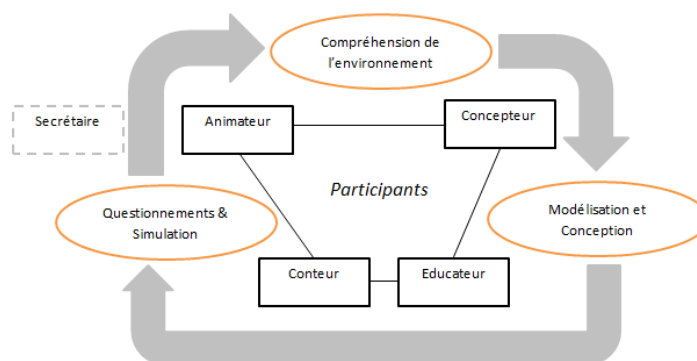 Compréhension de
l'environnement
Secrétaire
Animateur
Concepteur
Participants
Questionnements &
Simulation
Modélisation et
Conception
Conteur
Educateur